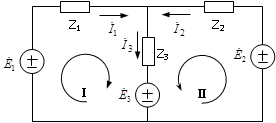 Z₁
Z₂
İ₁
İ₂
İ₃
Z₃
Ė₁
Ė₂
Ė₃
I
II